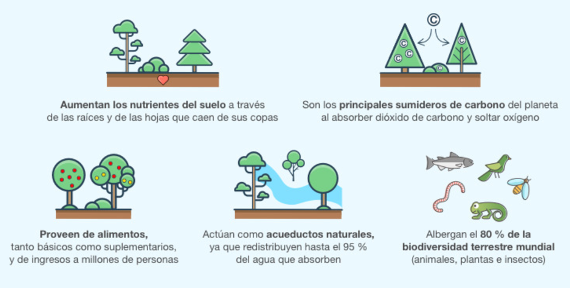 C
C
C
C
C
Aumentan los nutrientes del suelo a través
de las raíces y de las hojas que caen de sus copas
Son los principales sumideros de carbono del planeta
al absorber dióxido de carbono y soltar oxígeno
Proveen de alimentos,
tanto básicos como suplementarios,
y de ingresos a millones de personas
Actúan como acueductos naturales,
ya que redistribuyen hasta el 95 %
del agua que absorben
Albergan el 80 % de la
biodiversidad terrestre mundial
(animales, plantas e insectos)